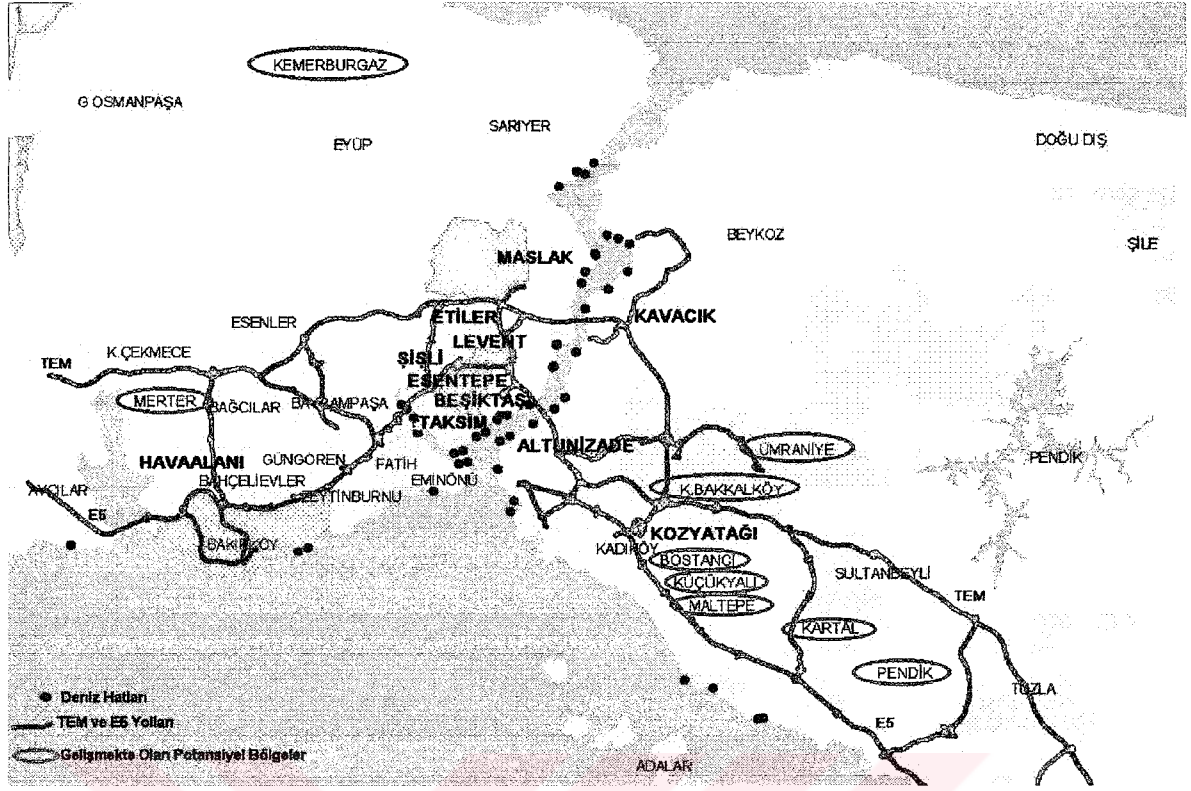 KEMERBURGAZ
G OSMANPAŞA
SARIYER
EYÜP
DOĞU DIŞ
BEYKOZ
ŞİLE
MASLAK
ETİLER
KAVACIK
ESENLER
LEVENT
K.ÇEKMECE
TEM
ŞİŞLİ
ESENTEPE
MERTER
BAĞCILAR
BAYRAMPAŞA
BEŞİKTAŞ
TAKSİM
ALTUNİZADE
ÜMRANİYE
PENDİK
HAVAALANI
GÜNGÖREN
FATİH
BAHÇELİEVLER
EMİNÖNÜ
K.BAKKALKÖY
AVCILAR
ZEYTİNBURNU
E5
KOZYATAĞI
BAKIRKÖY
KADIKÖY
BOSTANCI
KÜÇÜKYALI
SULTANBEYLİ
MALTEPE
TEM
KARTAL
PENDİK
TUZLA
E5
ADALAR
Deniz Hatları
TEM ve E5 Yolları
Gelişmekte Olan Potansiyel Bölgeler